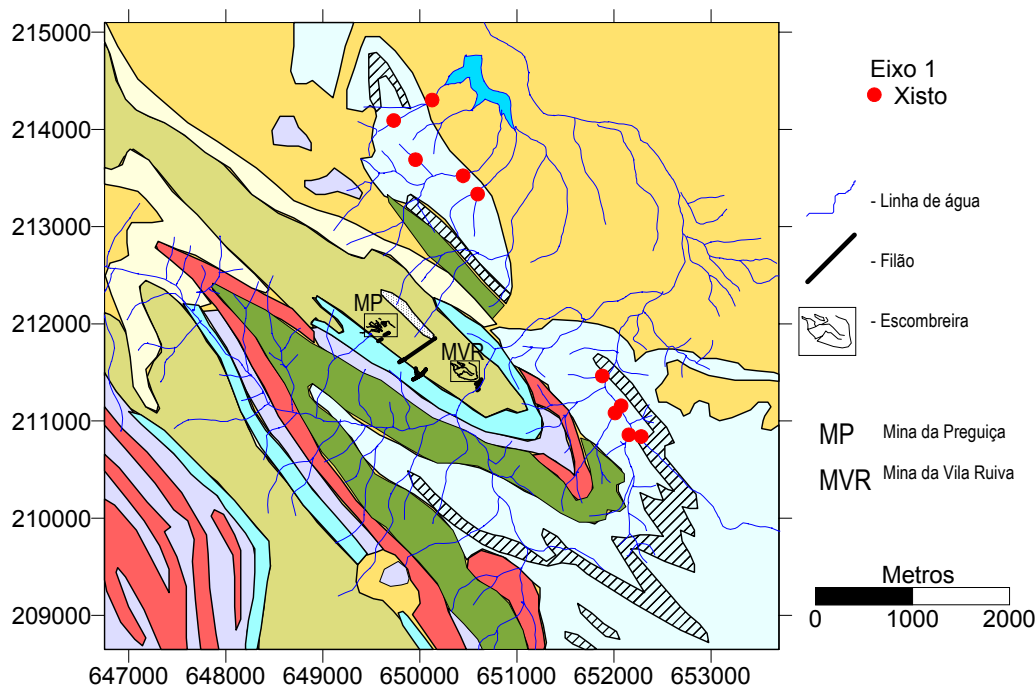 215000
214000
213000
212000
211000
210000
209000
647000 648000 649000 650000 651000 652000 653000
MP
MVR
Eixo 1
Xisto
- Linha de água
- Filão
- Escombreira
MP Mina da Preguiça
MVR Mina da Vila Ruiva
Metros
0 1000 2000